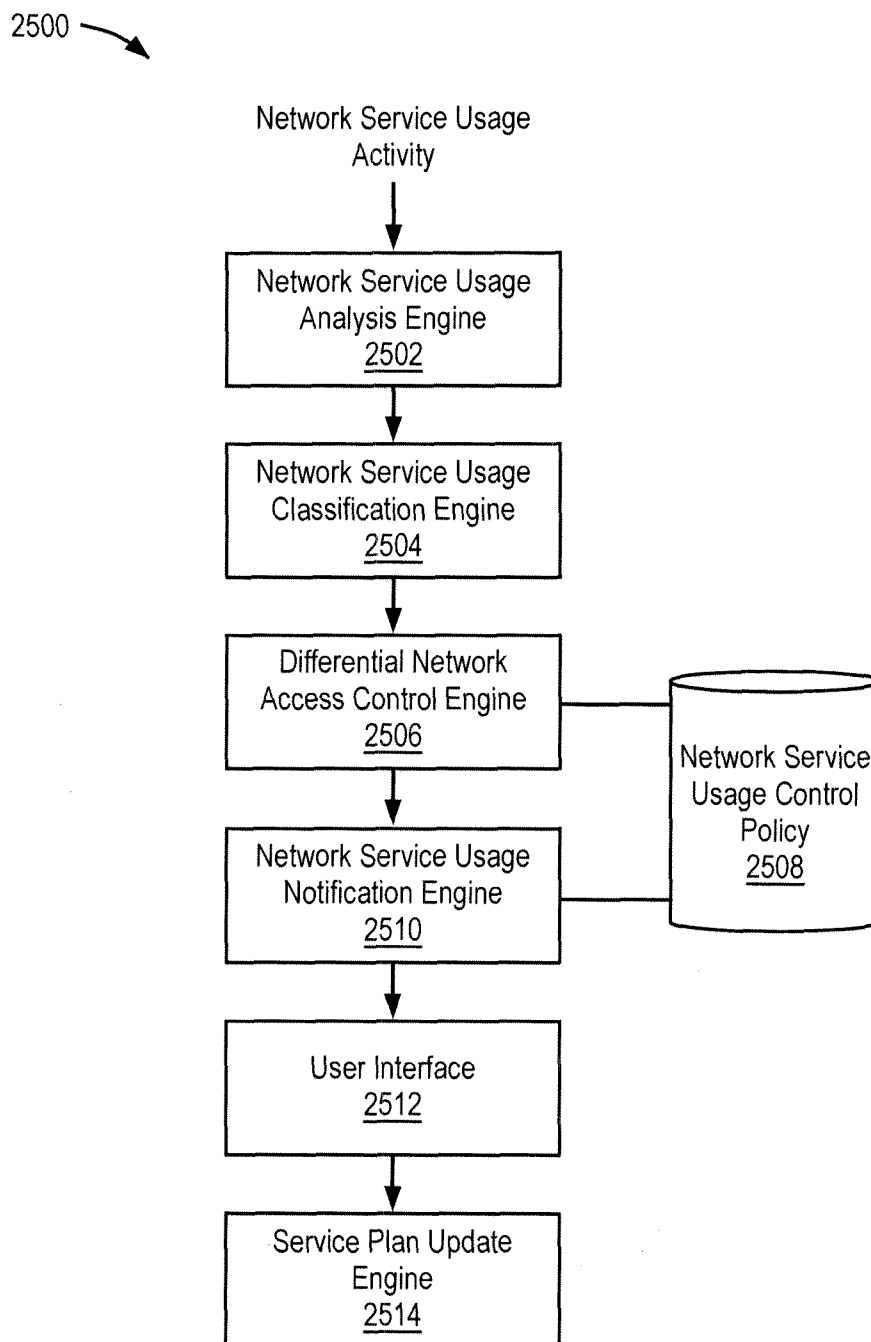 2500
Network Service Usage
Activity
Network Service Usage
Analysis Engine
2502
Network Service Usage
Classification Engine
2504
Differential Network
Access Control Engine
2506
Network Service
Usage Control
Policy
2508
Network Service Usage
Notification Engine
2510
User Interface
2512
Service Plan Update
Engine
2514